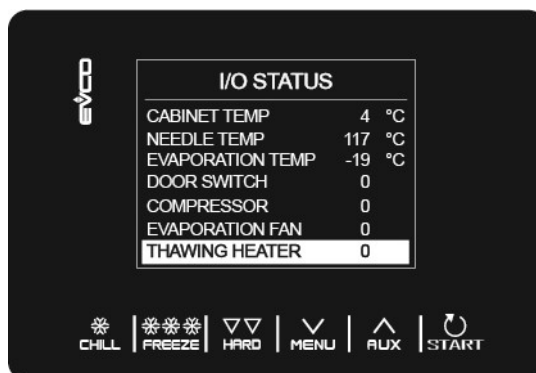 evco
I/O STATUS
CABINET TEMP 4 °C
NEEDLE TEMP 117 °C
EVAPORATION TEMP -19 °C
DOOR SWITCH 0
COMPRESSOR 0
EVAPORATION FAN 0
THAWING HEATER 0
CHILL FREEZE HARD MENU AUX START